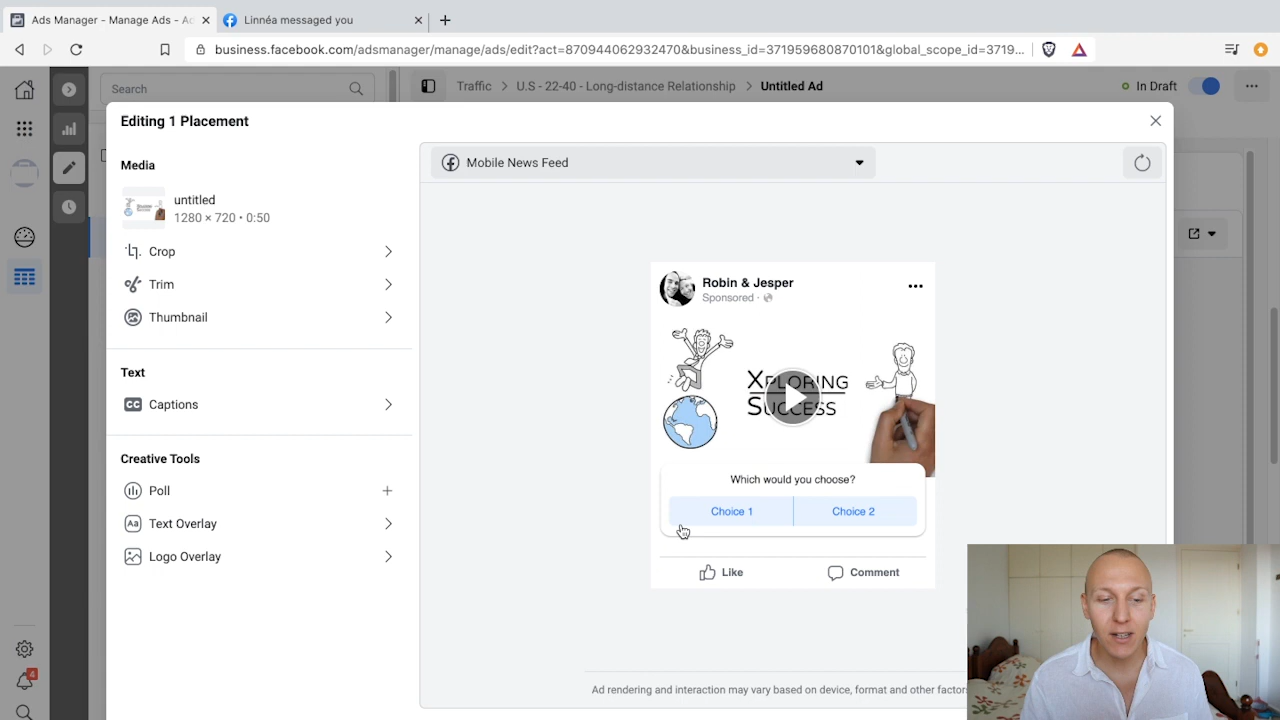 Ads Manager - Manage Ads - Ad
Linnéa messaged you
business.facebook.com/adsmanager/manage/ads/edit?act=870944062932470&business_id=371959680870101&global_scope_id=3719...
Search
Traffic > U.S - 22-40 - Long-distance Relationship > Untitled Ad
In Draft
Editing 1 Placement
Media
untitled
1280 × 720 • 0:50
Crop
Trim
Thumbnail
Text
CC Captions
Creative Tools
Poll
Aa Text Overlay
Logo Overlay
4
Mobile News Feed
Robin & Jesper
Sponsored ·
XPLORING
SUCCESS
Which would you choose?
Choice 1
Choice 2
Like
Comment
Ad rendering and interaction may vary based on device, format and other factor